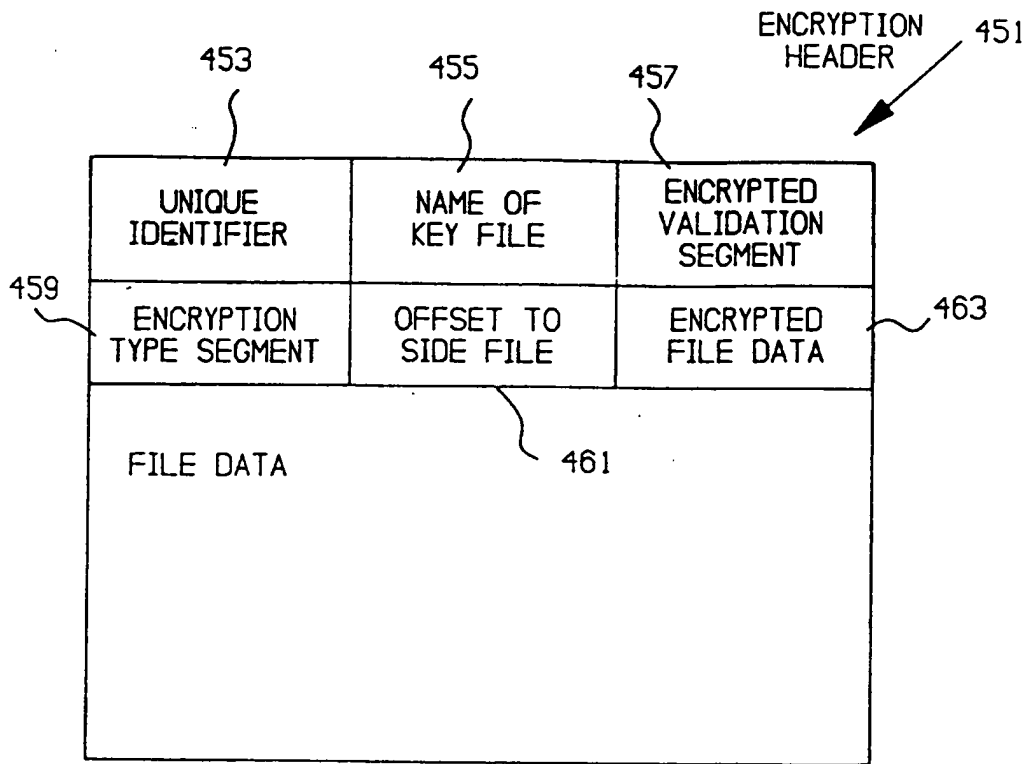 ENCRYPTION
HEADER
451
453
455
457
UNIQUE
IDENTIFIER
NAME OF
KEY FILE
ENCRYPTED
VALIDATION
SEGMENT
459
ENCRYPTION
TYPE SEGMENT
OFFSET TO
SIDE FILE
ENCRYPTED
FILE DATA
463
461
FILE DATA